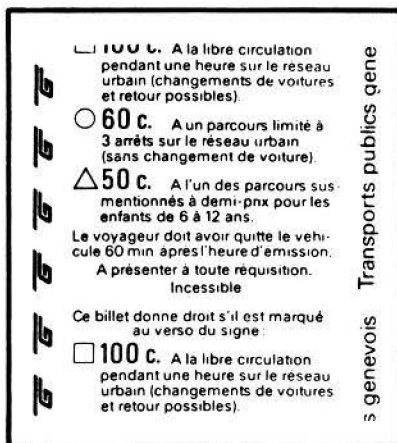 □ 100 c. A la libre circulation
pendant une heure sur le réseau
urbain (changements de voitures
et retour possibles).
○ 60 c. A un parcours limité à
3 arrêts sur le réseau urbain
(sans changement de voiture).
△ 50 c. A l'un des parcours sus-
mentionnés à demi-prix pour les
enfants de 6 à 12 ans.
Le voyageur doit avoir quitté le véhi-
cule 60 min après l'heure d'émission.
A présenter à toute réquisition.
Incessible
Ce billet donne droit s'il est marqué
au verso du signe:
□ 100 c. A la libre circulation
pendant une heure sur le réseau
urbain (changements de voitures
et retour possibles).
Transports publics gene
s genevois